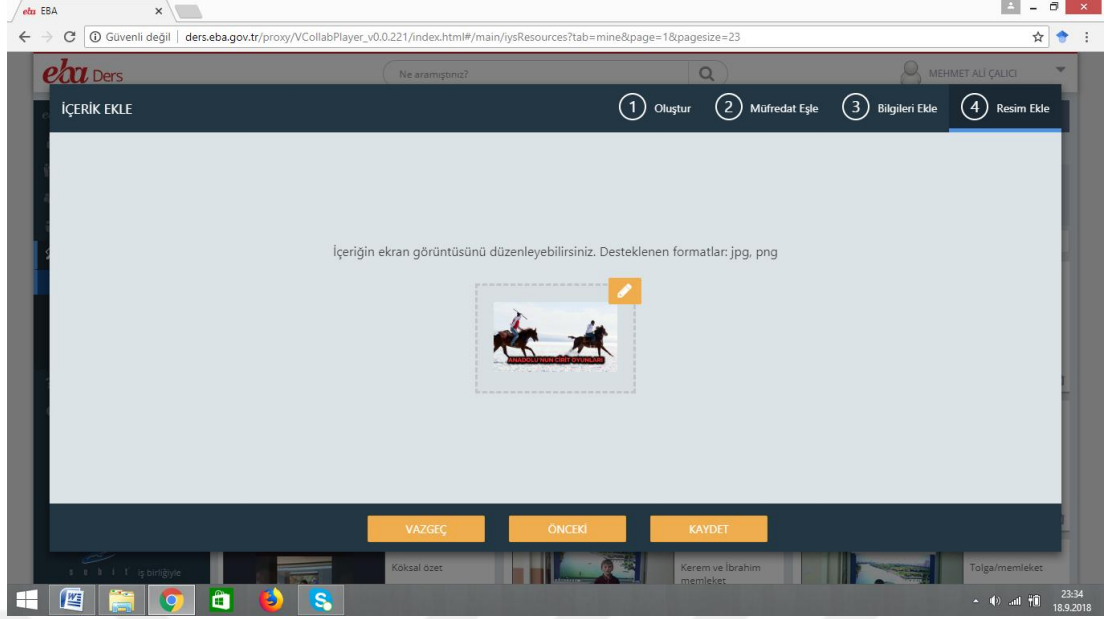 eba EBA
Güvenli değil | ders.eba.gov.tr/proxy/VCollabPlayer_v0.0.221/index.html#/main/iysResources?tab=mine&page=1&pagesize=23
eba Ders
Ne aramıştınız?
MEHMET ALİ ÇALICI
İÇERİK EKLE
1 Oluştur
2 Müfredat Eşle
3 Bilgileri Ekle
4 Resim Ekle
İçeriğin ekran görüntüsünü düzenleyebilirsiniz. Desteklenen formatlar: jpg, png
ANADOLU'NUN CİRİT OYUNLARI
VAZGEÇ
ÖNCEKİ
KAYDET
sebit işbirliğiyle
Köksal özet
Kerem ve İbrahim
memleket
Tolga/memleket
23:34
18.9.2018